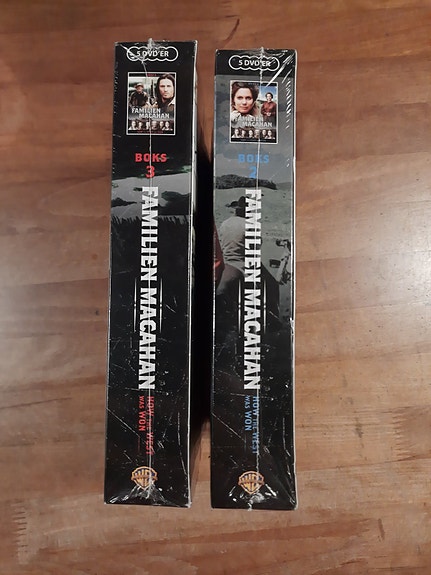 5 DVD'ER
FAMILIEN
MACAHAN
BOKS
3
FAMILIEN MACAHAN
HOW THE WEST
WAS WON
5 DVD'ER
FAMILIEN
MACAHAN
BOKS
2
FAMILIEN MACAHAN
HOW THE WEST
WAS WON